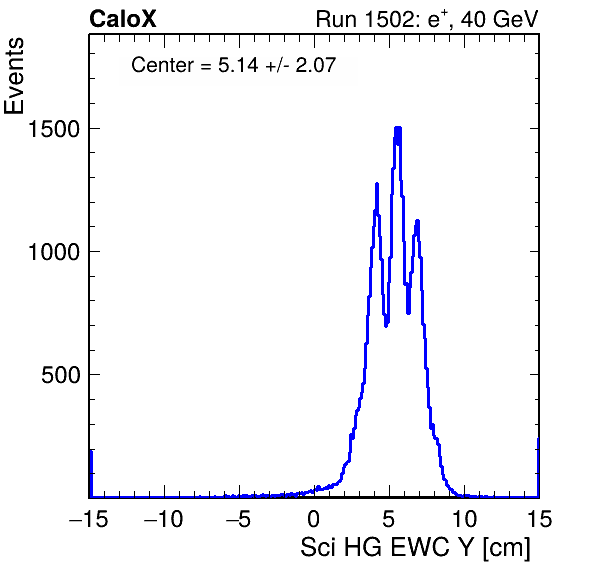 CaloX Run 1502: e⁺, 40 GeV
Center = 5.14 +/- 2.07
Events
1500
1000
500
−15 −10 −5 0 5 10 15
Sci HG EWC Y [cm]